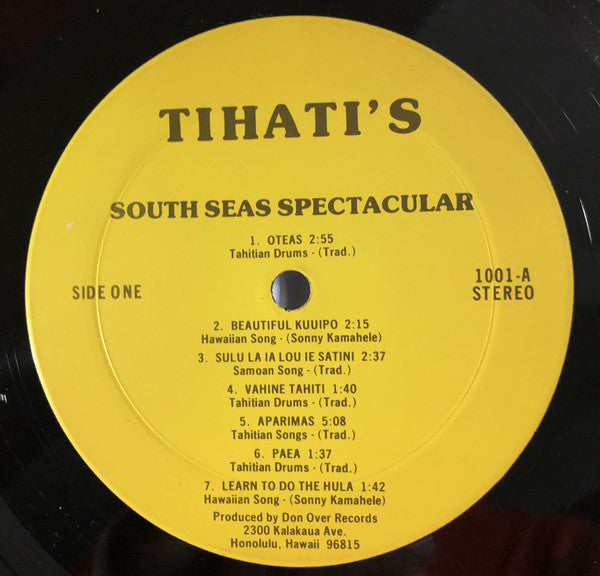 TIHATI'S
SOUTH SEAS SPECTACULAR
1. OTEAS 2:55
Tahitian Drums - (Trad.)
SIDE ONE
1001-A
STEREO
2. BEAUTIFUL KUUIPO 2:15
Hawaiian Song - (Sonny Kamahele)
3. SULU LA IA LOU IE SATINI 2:37
Samoan Song - (Trad.)
4. VAHINE TAHITI 1:40
Tahitian Drums - (Trad.)
5. APARIMAS 5:08
Tahitian Songs - (Trad.)
6. PAEA 1:37
Tahitian Drums - (Trad.)
7. LEARN TO DO THE HULA 1:42
Hawaiian Song - (Sonny Kamahele)
Produced by Don Over Records
2300 Kalakaua Ave.
Honolulu, Hawaii 96815